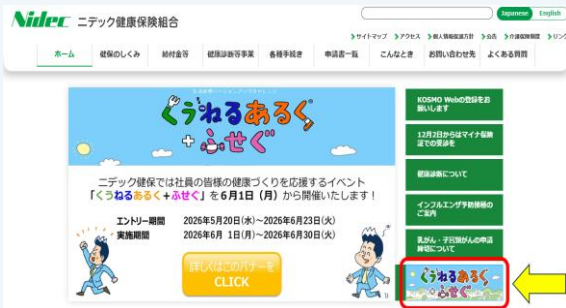 Nidec ニデック健康保険組合
Japanese English
サイトマップ アクセス 個人情報保護方針 公告 介護保険制度 リンク
ホーム 健保のしくみ 給付金等 健康診断等事業 各種手続き 申請書一覧 こんなとき お問い合わせ先 よくある質問
くうねるあるく
+ふせぐ
ニデック健保では社員の皆様の健康づくりを応援するイベント
「くうねるあるく+ふせぐ」を6月1日（月）から開催いたします！
エントリー期間 2026年5月20日(水)～2026年6月23日(火)
実施期間 2026年6月 1日(月)～2026年6月30日(火)
詳しくはこのバナーを
CLICK
KOSMO Webの登録をお
願いします
12月2日からはマイナ保険
証での受診を
健康診断について
インフルエンザ予防接種の
ご案内
乳がん・子宮頸がんの申請
くうねるあるく
+ふせぐ